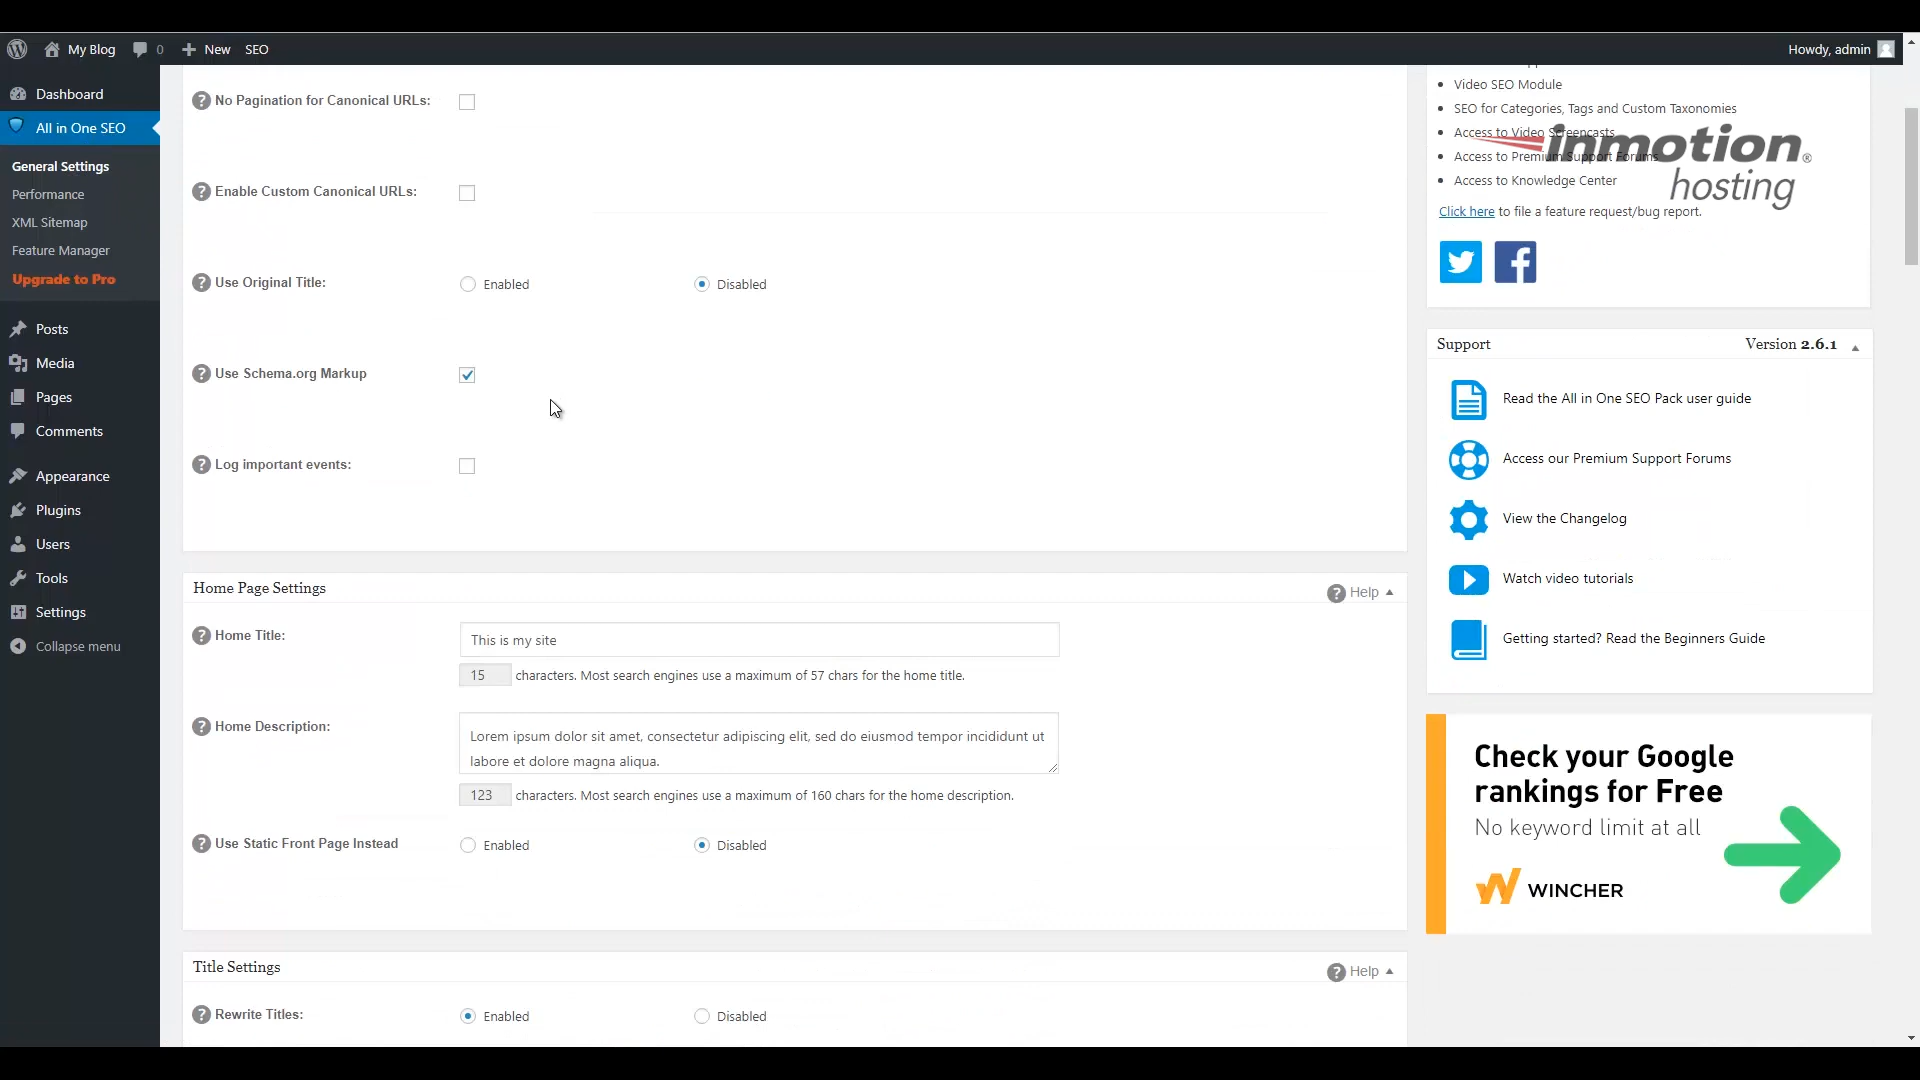 My Blog 0 New SEO Howdy, admin
Dashboard
All in One SEO
General Settings
Performance
XML Sitemap
Feature Manager
Upgrade to Pro
Posts
Media
Pages
Comments
Appearance
Plugins
Users
Tools
Settings
Collapse menu
No Pagination for Canonical URLs:
Enable Custom Canonical URLs:
Use Original Title: Enabled Disabled
Use Schema.org Markup
Log important events:
Home Page Settings Help
Home Title: This is my site
15 characters. Most search engines use a maximum of 57 chars for the home title.
Home Description: Lorem ipsum dolor sit amet, consectetur adipiscing elit, sed do eiusmod tempor incididunt ut
labore et dolore magna aliqua.
123 characters. Most search engines use a maximum of 160 chars for the home description.
Use Static Front Page Instead Enabled Disabled
Title Settings Help
Rewrite Titles: Enabled Disabled
Video SEO Module
SEO for Categories, Tags and Custom Taxonomies
Access to Video Screencasts
Access to Premium Support Forums
Access to Knowledge Center
inmotion®
hosting
Click here to file a feature request/bug report.
Support Version 2.6.1
Read the All in One SEO Pack user guide
Access our Premium Support Forums
View the Changelog
Watch video tutorials
Getting started? Read the Beginners Guide
Check your Google
rankings for Free
No keyword limit at all
WINCHER